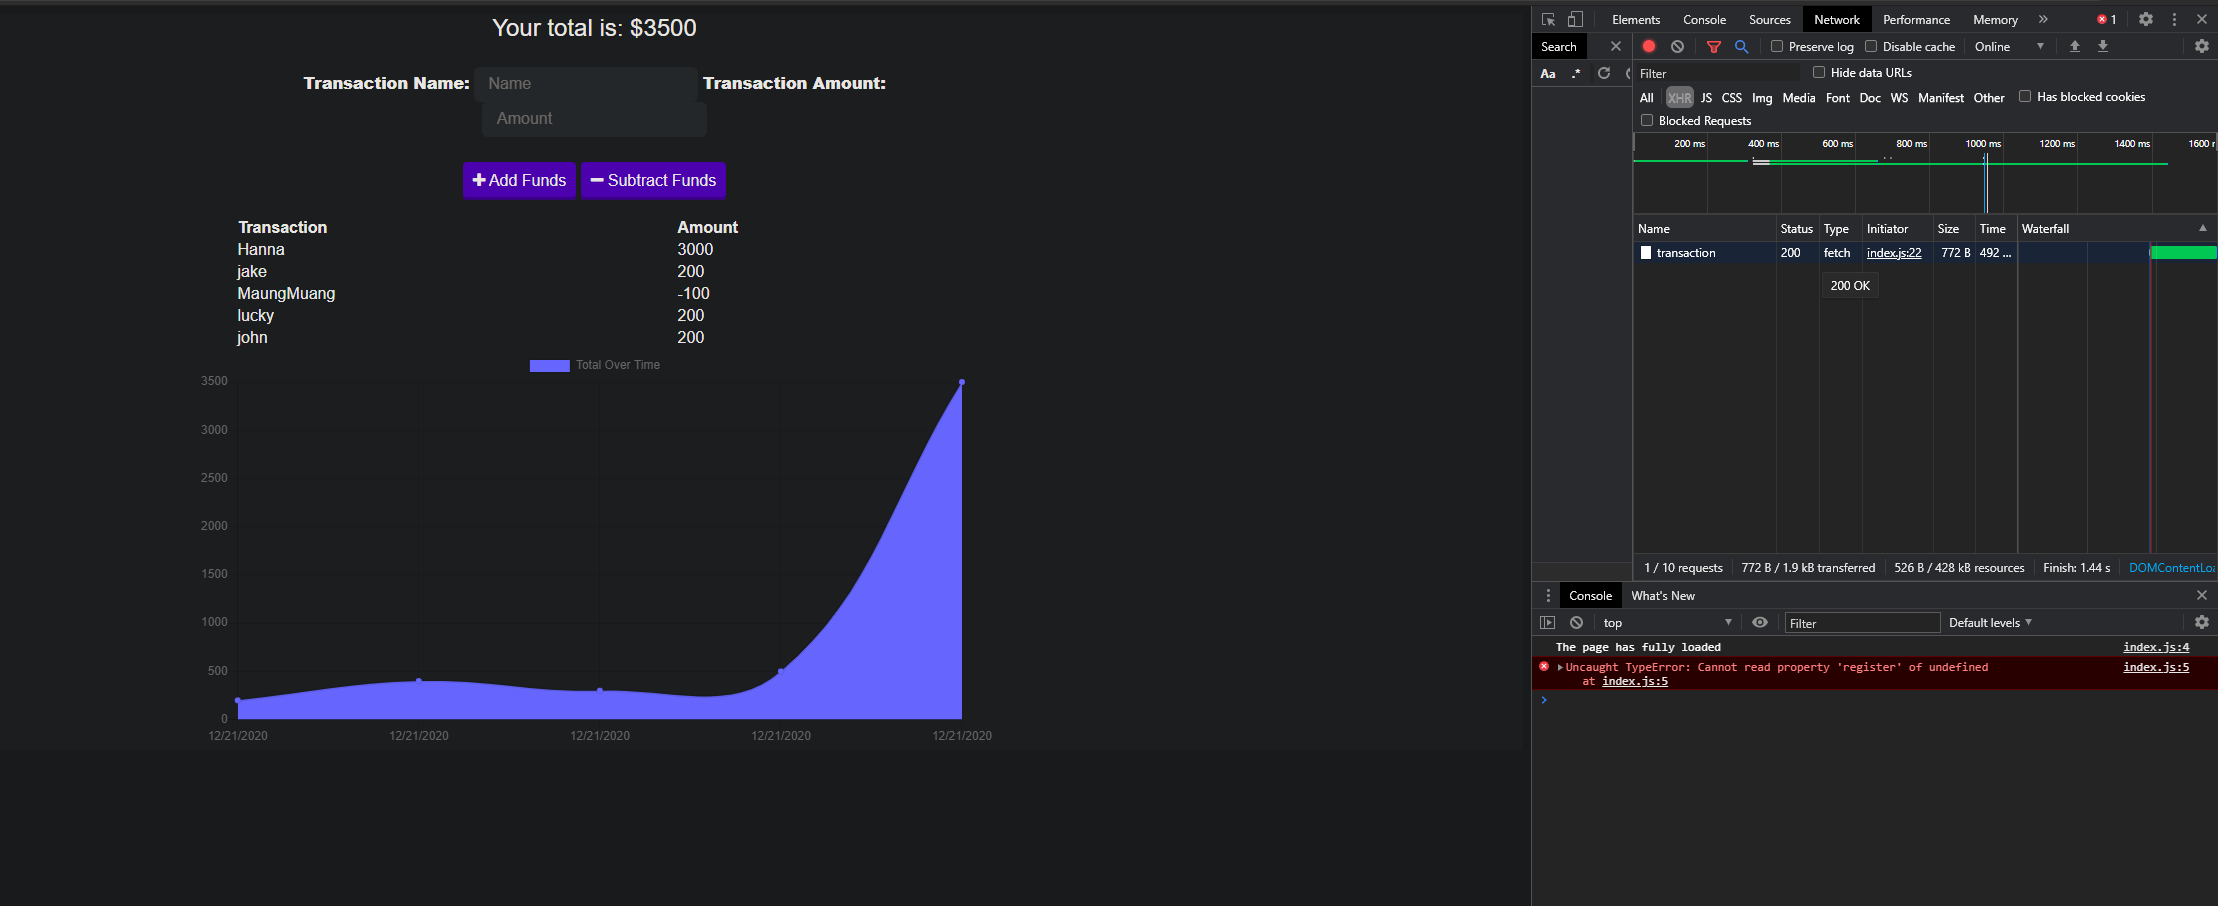 Your total is: $3500
Transaction Name: Name Transaction Amount:
Amount
Add Funds Subtract Funds
Transaction Amount
Hanna 3000
jake 200
MaungMuang -100
lucky 200
john 200
Total Over Time
3500
3000
2500
2000
1500
1000
500
0
12/21/2020 12/21/2020 12/21/2020 12/21/2020 12/21/2020
Elements Console Sources Network Performance Memory » 1
Search
Preserve log Disable cache Online
Aa .*
Filter Hide data URLs
All XHR JS CSS Img Media Font Doc WS Manifest Other Has blocked cookies
Blocked Requests
200 ms 400 ms 600 ms 800 ms 1000 ms 1200 ms 1400 ms 1600 r
Name Status Type Initiator Size Time Waterfall
transaction 200 fetch index.js:22 772 B 492 ...
200 OK
1 / 10 requests 772 B / 1.9 kB transferred 526 B / 428 kB resources Finish: 1.44 s DOMContentLoa
Console What's New
top Filter Default levels
The page has fully loaded index.js:4
Uncaught TypeError: Cannot read property 'register' of undefined index.js:5
at index.js:5